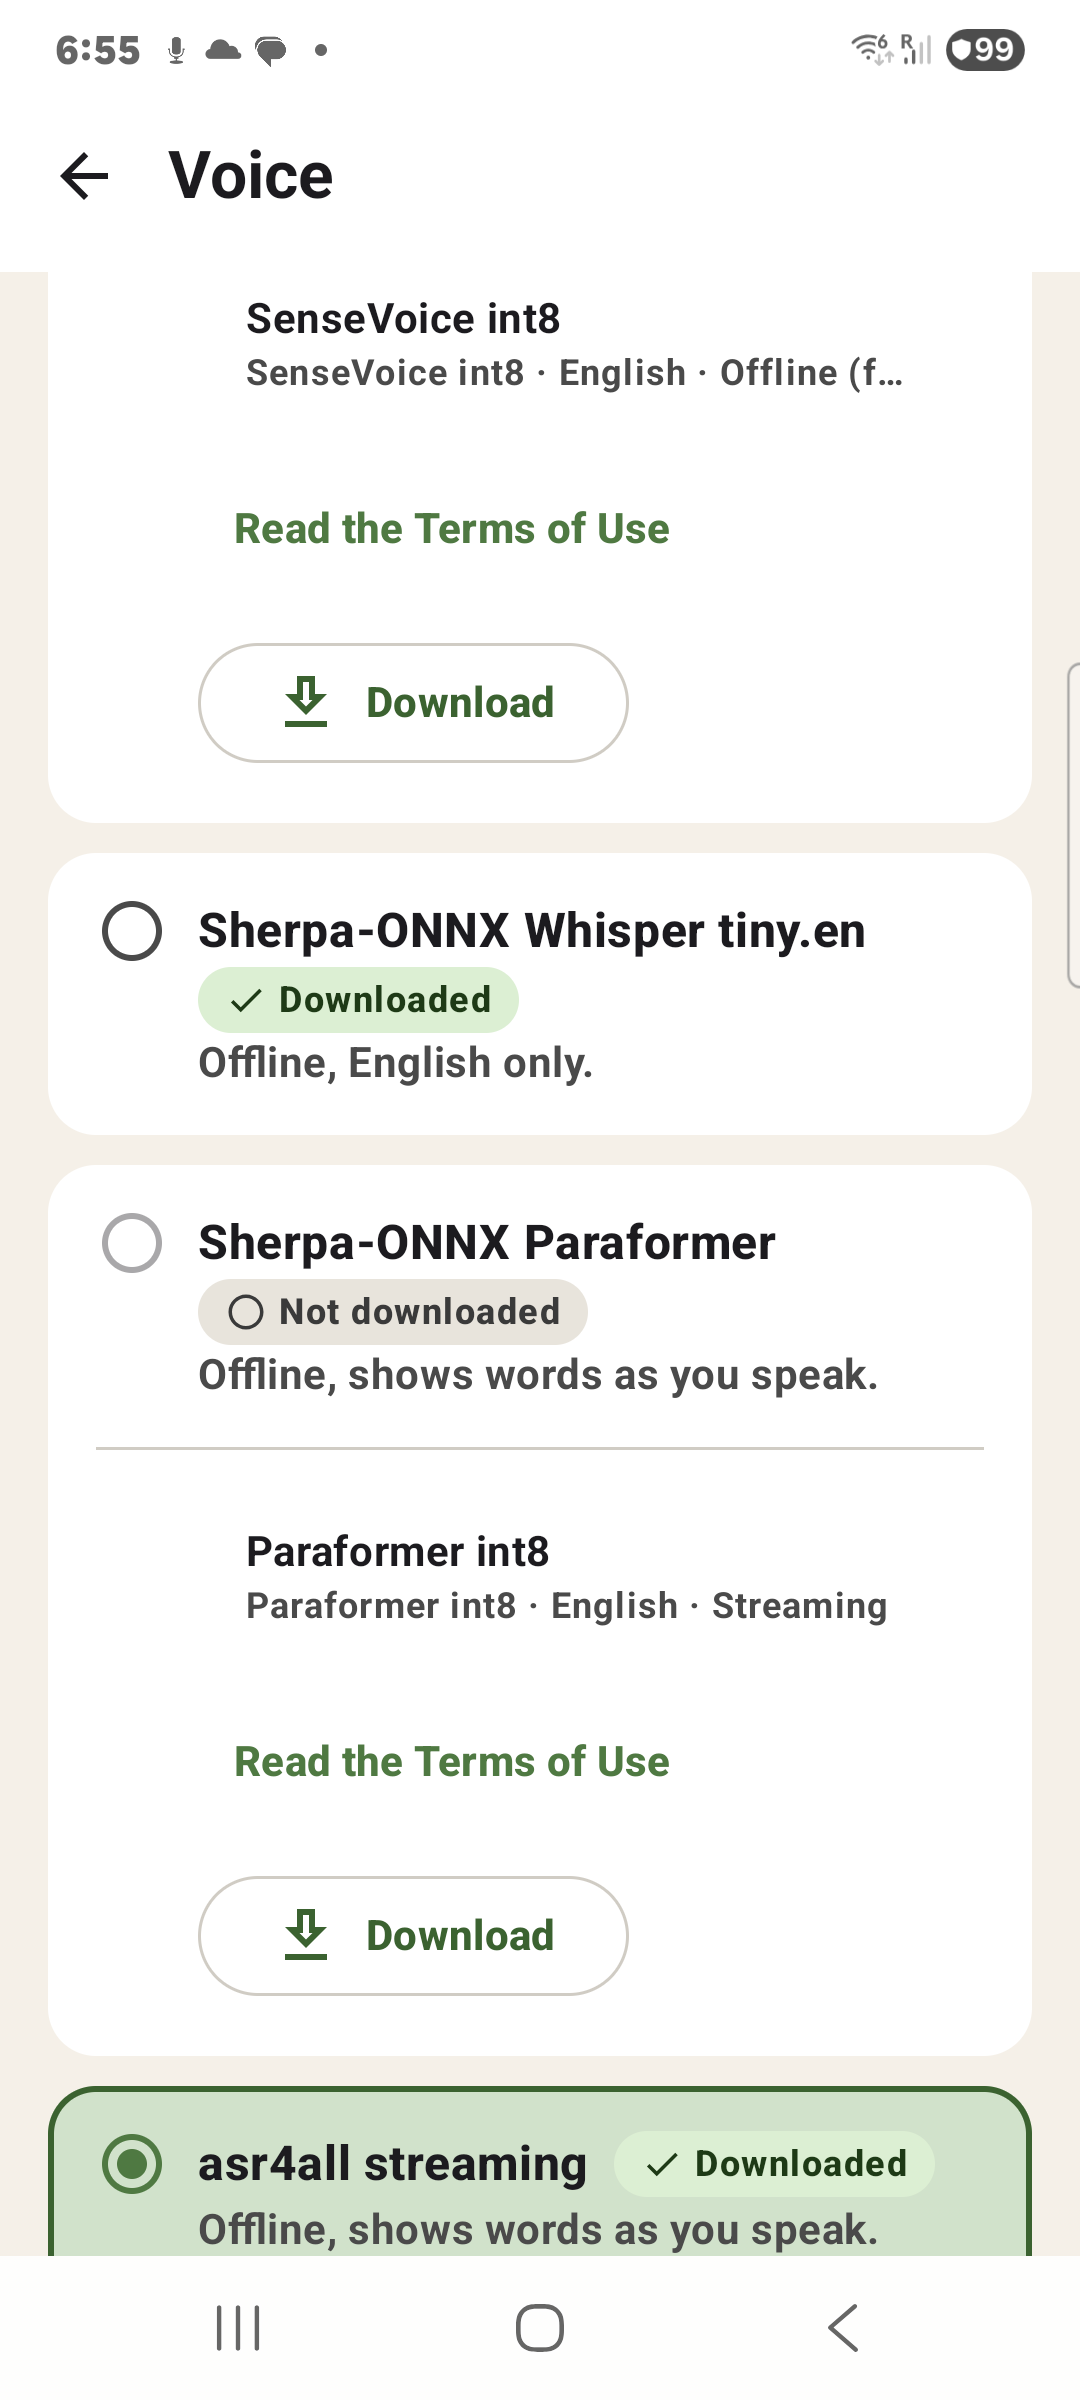 6:55
R
6
99
Voice
SenseVoice int8
SenseVoice int8 · English · Offline (f...
Read the Terms of Use
Download
Sherpa-ONNX Whisper tiny.en
Downloaded
Offline, English only.
Sherpa-ONNX Paraformer
Not downloaded
Offline, shows words as you speak.
Paraformer int8
Paraformer int8 · English · Streaming
Read the Terms of Use
Download
asr4all streaming
Downloaded
Offline, shows words as you speak.